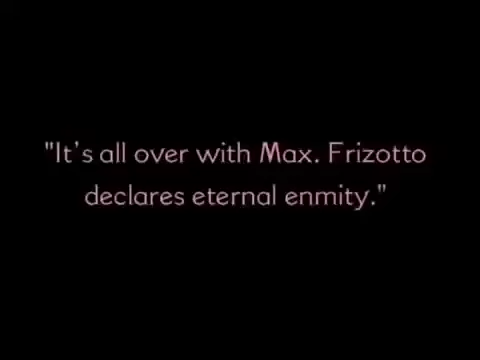 "It's all over with Max. Frizotto
declares eternal enmity."